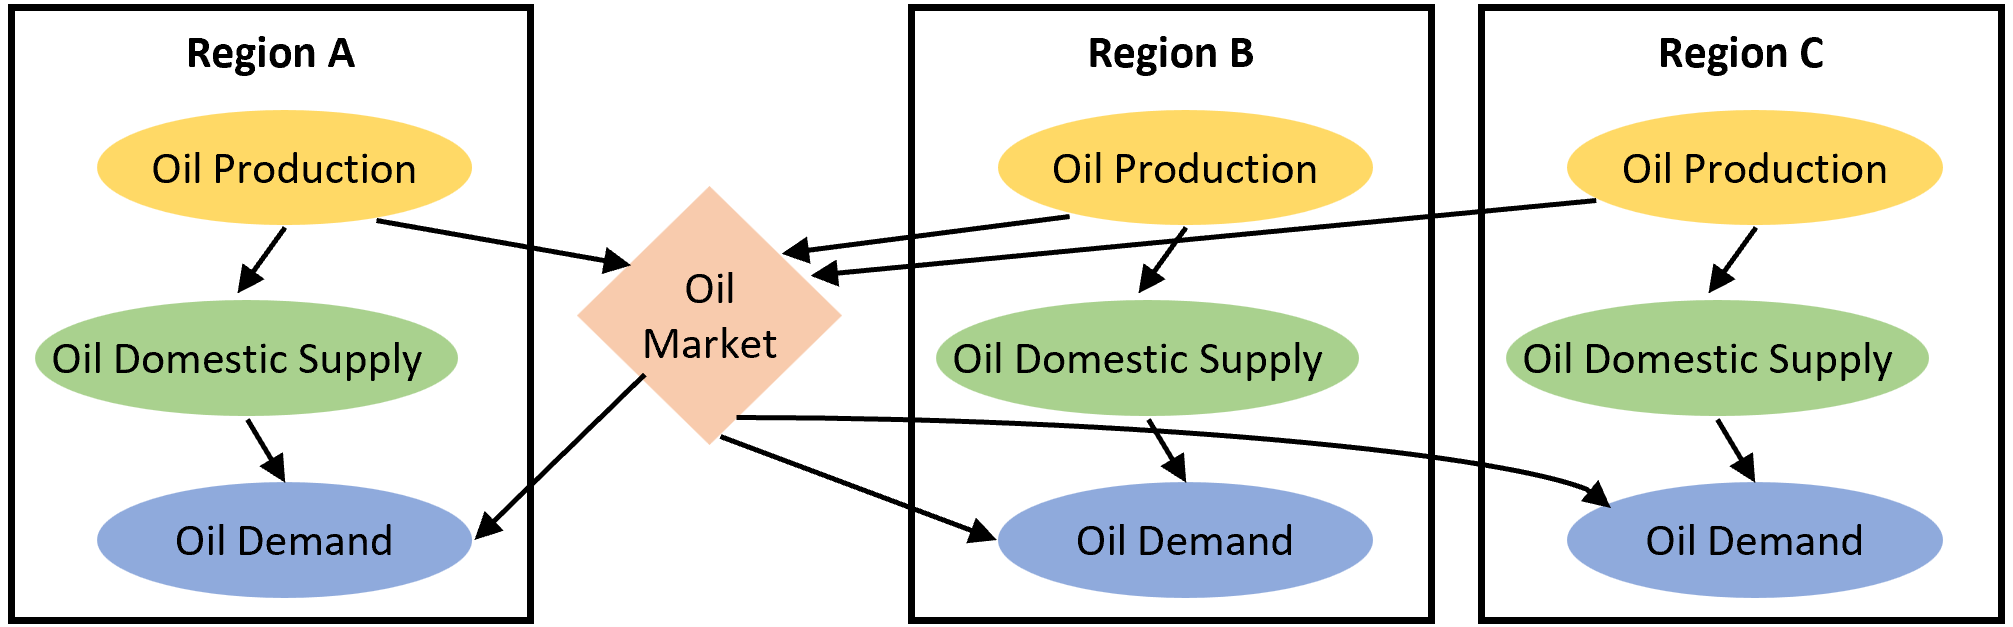 Region A
Oil Production
Oil Domestic Supply
Oil Demand
Oil
Market
Region B
Oil Production
Oil Domestic Supply
Oil Demand
Region C
Oil Production
Oil Domestic Supply
Oil Demand